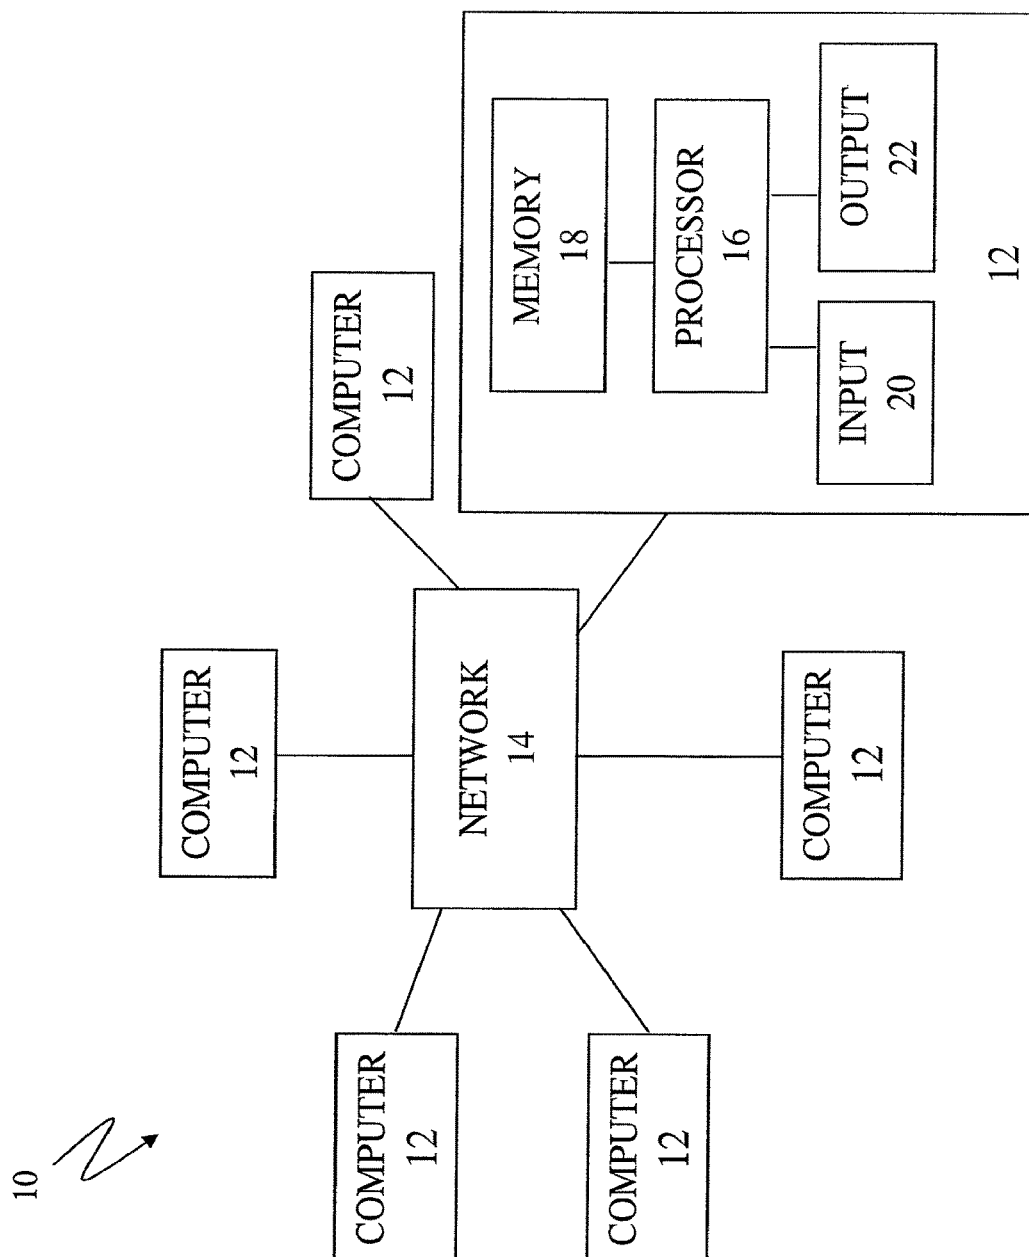 10
COMPUTER
12
COMPUTER
12
COMPUTER
12
NETWORK
14
MEMORY
18
COMPUTER
12
PROCESSOR
16
COMPUTER
12
INPUT
20
OUTPUT
22
12